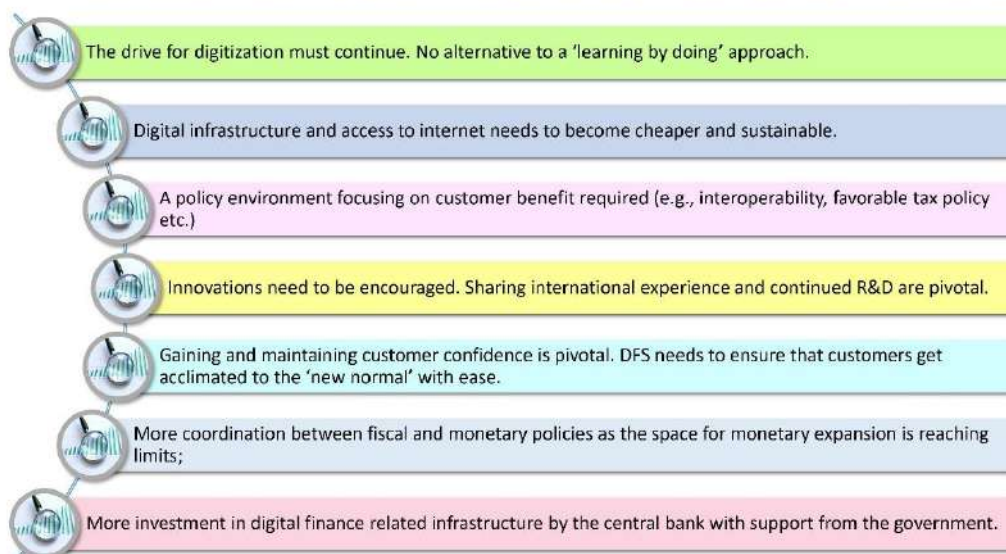 The drive for digitization must continue. No alternative to a ‘learning by doing’ approach.
Digital infrastructure and access to internet needs to become cheaper and sustainable.
A policy environment focusing on customer benefit required (e.g., interoperability, favorable tax policy
etc.)
Innovations need to be encouraged. Sharing international experience and continued R&D are pivotal.
Gaining and maintaining customer confidence is pivotal. DFS needs to ensure that customers get
acclimated to the ‘new normal’ with ease.
More coordination between fiscal and monetary policies as the space for monetary expansion is reaching
limits;
More investment in digital finance related infrastructure by the central bank with support from the government.